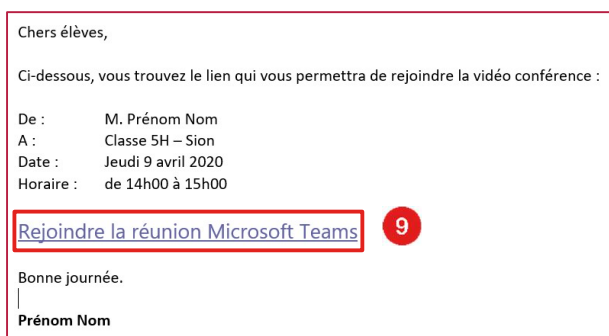 Chers élèves,
Ci-dessous, vous trouvez le lien qui vous permettra de rejoindre la vidéo conférence :
De : M. Prénom Nom
A : Classe 5H – Sion
Date : Jeudi 9 avril 2020
Horaire : de 14h00 à 15h00
Rejoindre la réunion Microsoft Teams 9
Bonne journée.
Prénom Nom